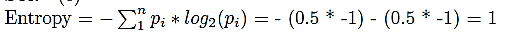 Entropy = − ∑₁ⁿ pᵢ ∗ log₂(pᵢ) = - (0.5 * -1) - (0.5 * -1) = 1